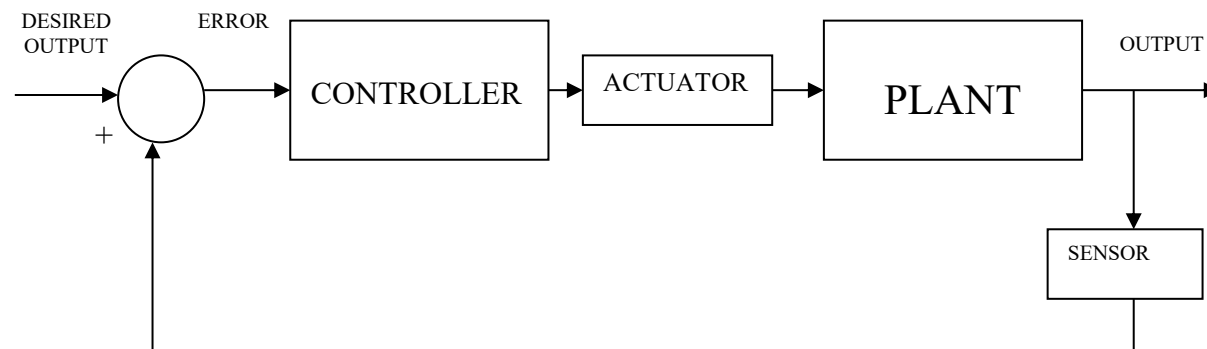 DESIRED
OUTPUT
ERROR
CONTROLLER
ACTUATOR
PLANT
OUTPUT
+
SENSOR